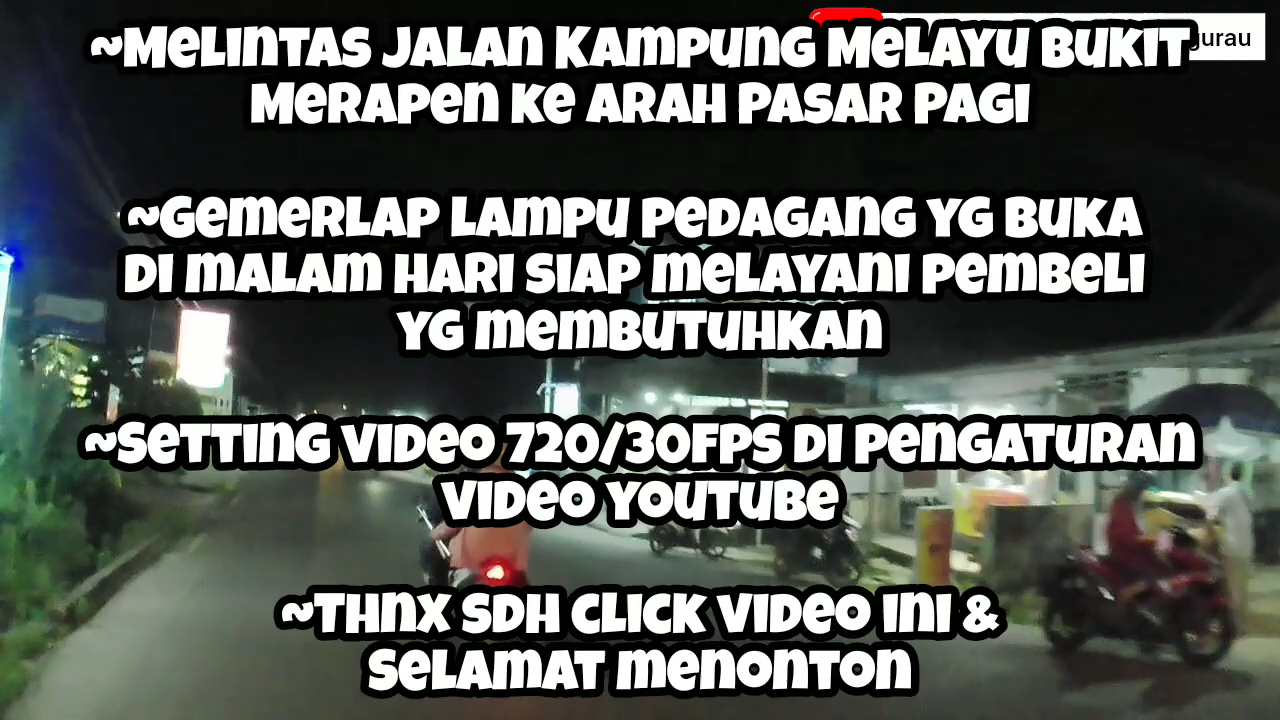 ~Melintas Jalan Kampung Melayu Bukit
Merapen ke arah Pasar Pagi
~Gemerlap lampu pedagang yg buka
di malam hari siap melayani pembeli
yg membutuhkan
~Setting video 720/30fps di pengaturan
video youtube
~Thnx sdh click video ini &
selamat menonton